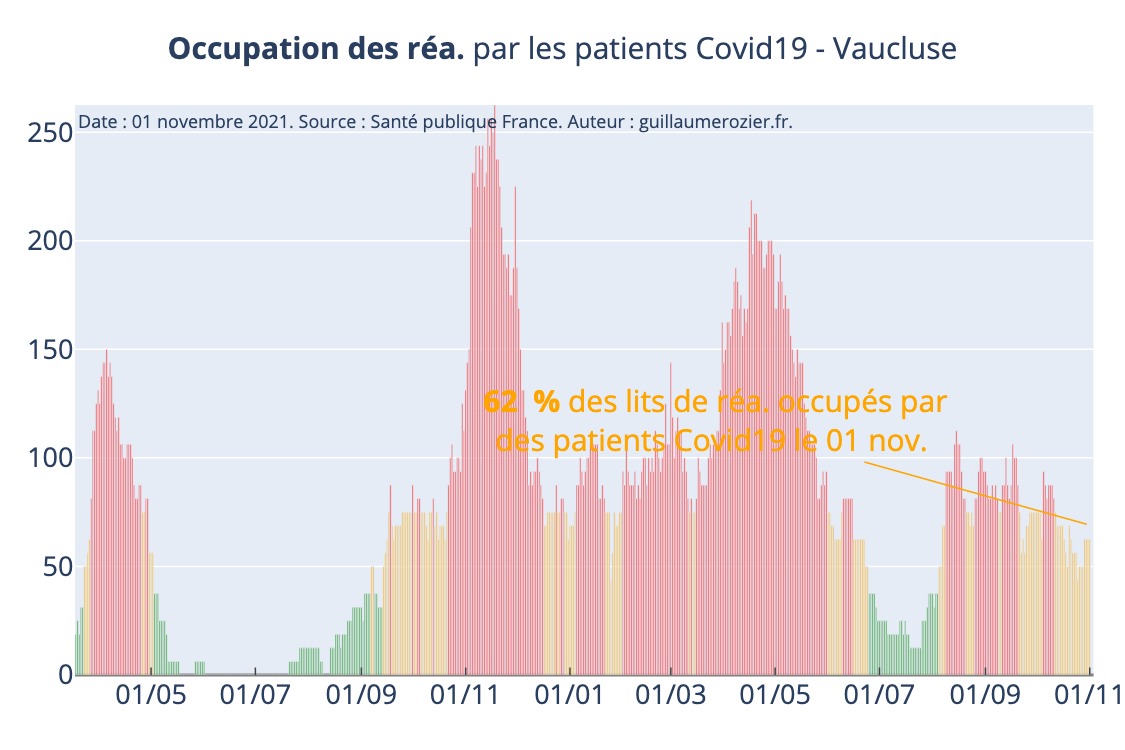 Occupation des réa. par les patients Covid19 - Vaucluse
Date : 01 novembre 2021. Source : Santé publique France. Auteur : guillaumerozier.fr.
250
200
150
62 % des lits de réa. occupés par
des patients Covid19 le 01 nov.
100
50
0
01/05 01/07 01/09 01/11 01/01 01/03 01/05 01/07 01/09 01/11